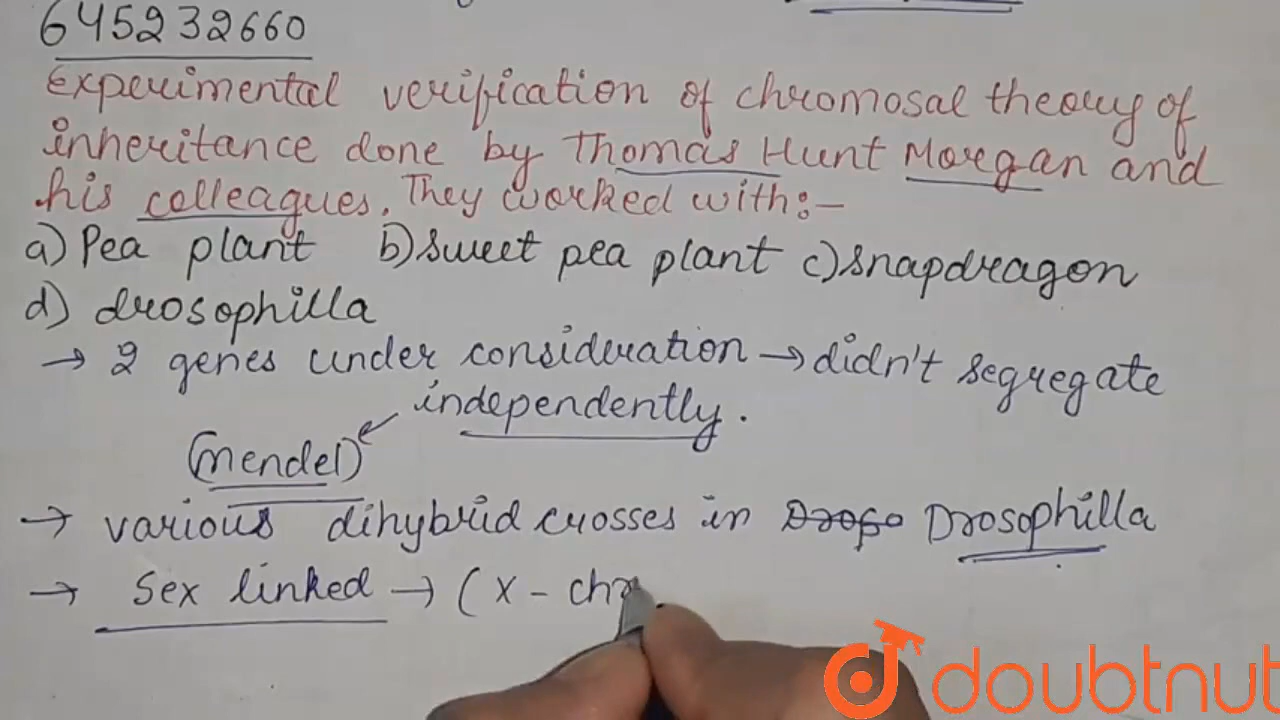 645232660
Experimental verification of chromosal theory of
inheritance done by Thomas Hunt Morgan and
his colleagues. They worked with:-
a) Pea plant b) sweet pea plant c) snapdragon
d) drosophilla
→ 2 genes under consideration → didn't segregate
independently.
(mendel)
→ various dihybrid crosses in Droso Drosophilla
→ Sex linked → (X - chr
doubtnut